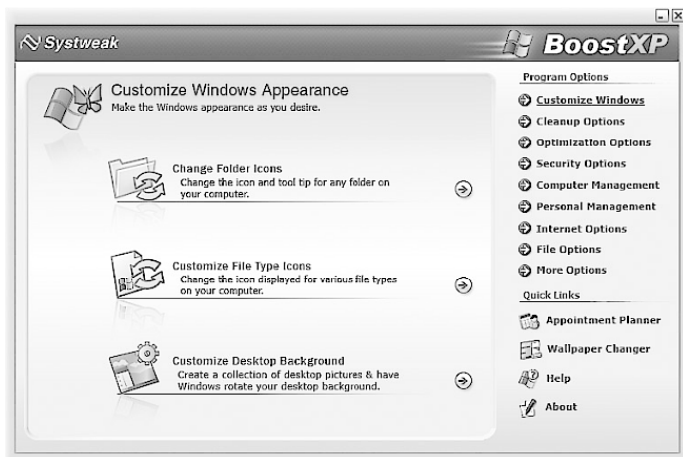 Systweak
BoostXP
Customize Windows Appearance
Make the Windows appearance as you desire.
Change Folder Icons
Change the icon and tool tip for any folder on
your computer.
Customize File Type Icons
Change the icon displayed for various file types
on your computer.
Customize Desktop Background
Create a collection of desktop pictures & have
Windows rotate your desktop background.
Program Options
Customize Windows
Cleanup Options
Optimization Options
Security Options
Computer Management
Personal Management
Internet Options
File Options
More Options
Quick Links
Appointment Planner
Wallpaper Changer
Help
About